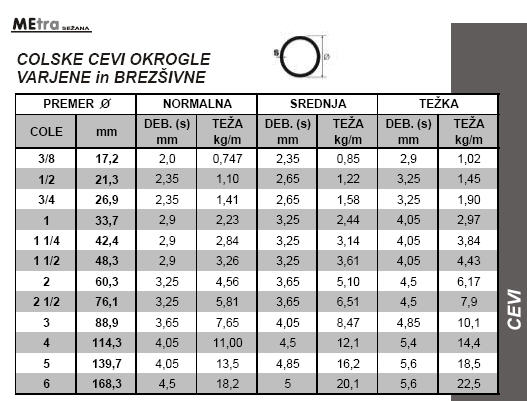 MEtra SEŽANA
COLSKE CEVI OKROGLE
VARJENE in BREZŠIVNE
s Ø
PREMER Ø NORMALNA SREDNJA TEŽKA
COLE mm DEB. (s) mm TEŽA kg/m DEB. (s) mm TEŽA kg/m DEB. (s) mm TEŽA kg/m
3/8 17,2 2,0 0,747 2,35 0,85 2,9 1,02
1/2 21,3 2,35 1,10 2,65 1,22 3,25 1,45
3/4 26,9 2,35 1,41 2,65 1,58 3,25 1,90
1 33,7 2,9 2,23 3,25 2,44 4,05 2,97
1 1/4 42,4 2,9 2,84 3,25 3,14 4,05 3,84
1 1/2 48,3 2,9 3,26 3,25 3,61 4,05 4,43
2 60,3 3,25 4,56 3,65 5,10 4,5 6,17
2 1/2 76,1 3,25 5,81 3,65 6,51 4,5 7,9
3 88,9 3,65 7,65 4,05 8,47 4,85 10,1
4 114,3 4,05 11,00 4,5 12,1 5,4 14,4
5 139,7 4,05 13,5 4,85 16,2 5,6 18,5
6 168,3 4,5 18,2 5 20,1 5,6 22,5
CEVI